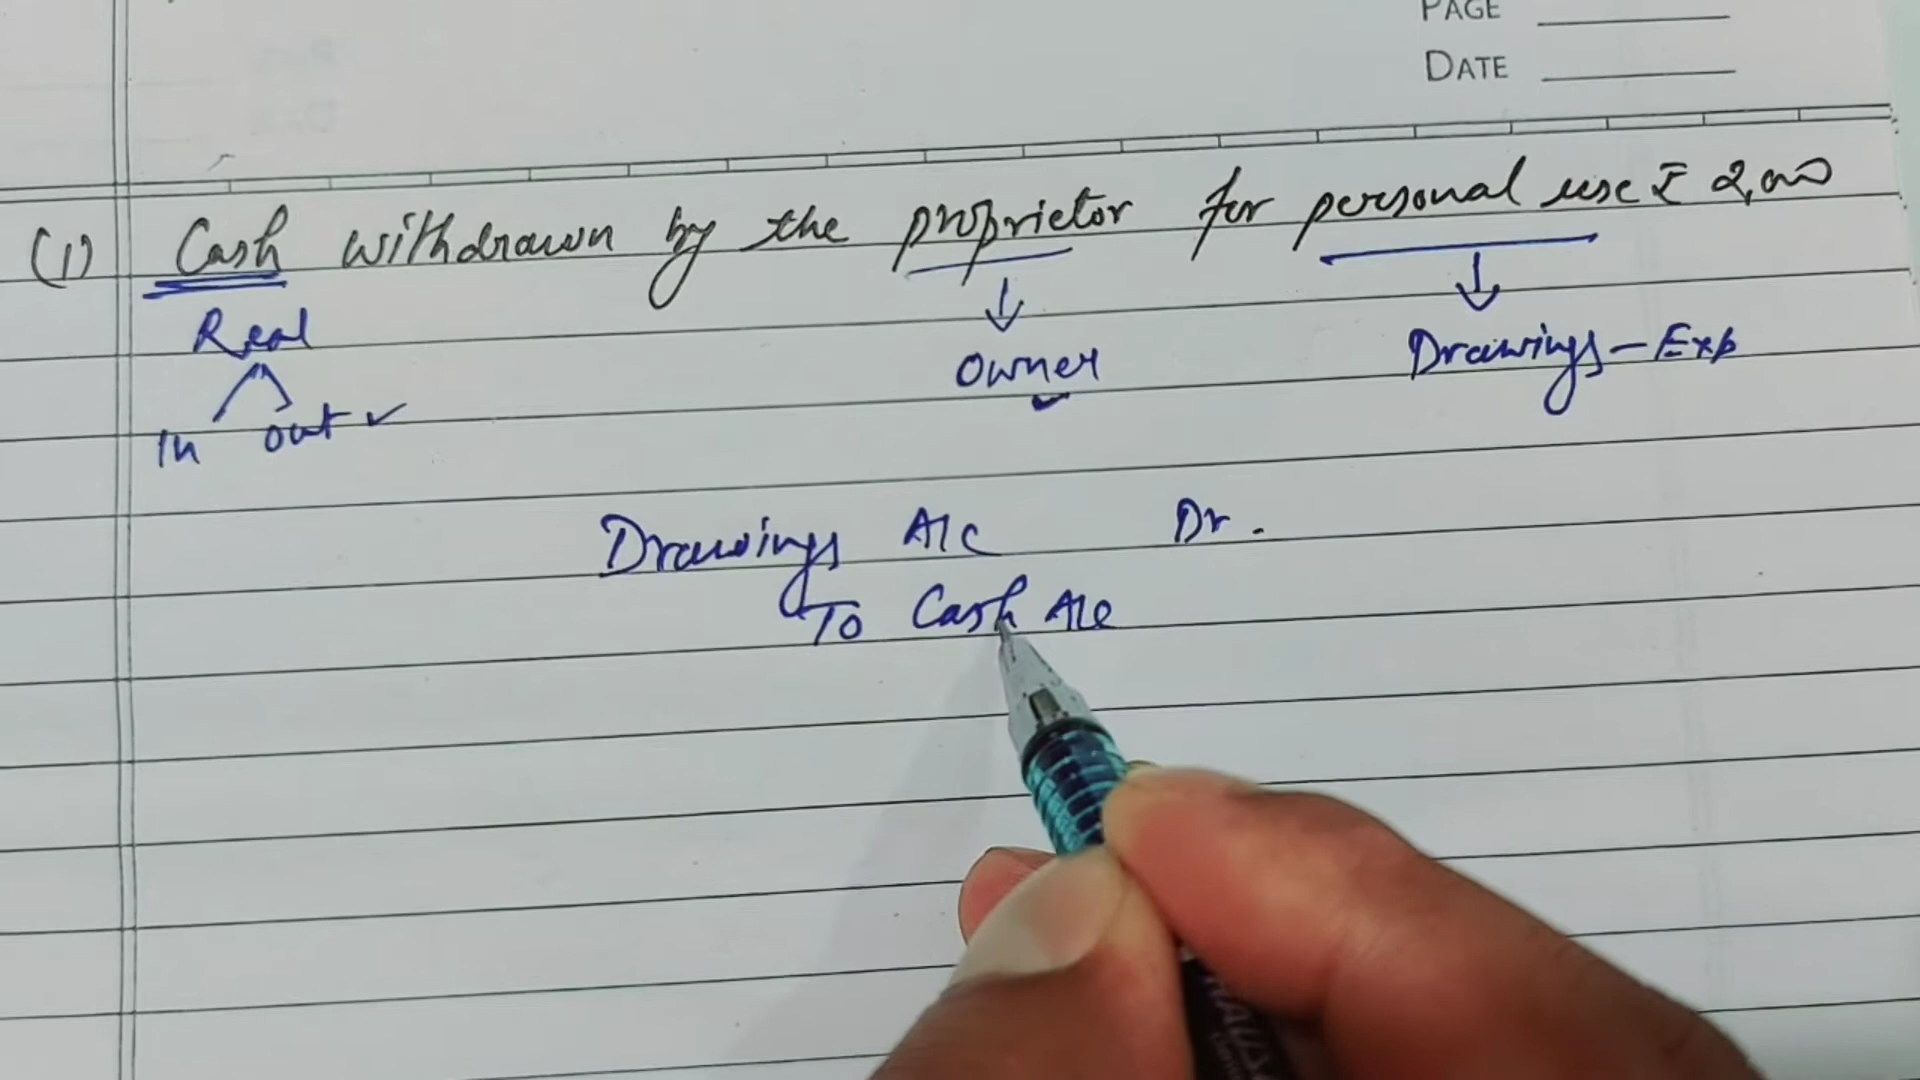 PAGE
DATE
(1) Cash withdrawn by the proprietor for personal use ₹ 2,000
Real
In out ✓
Owner
Drawings – Exp
Drawings A/c Dr.
To Cash A/c